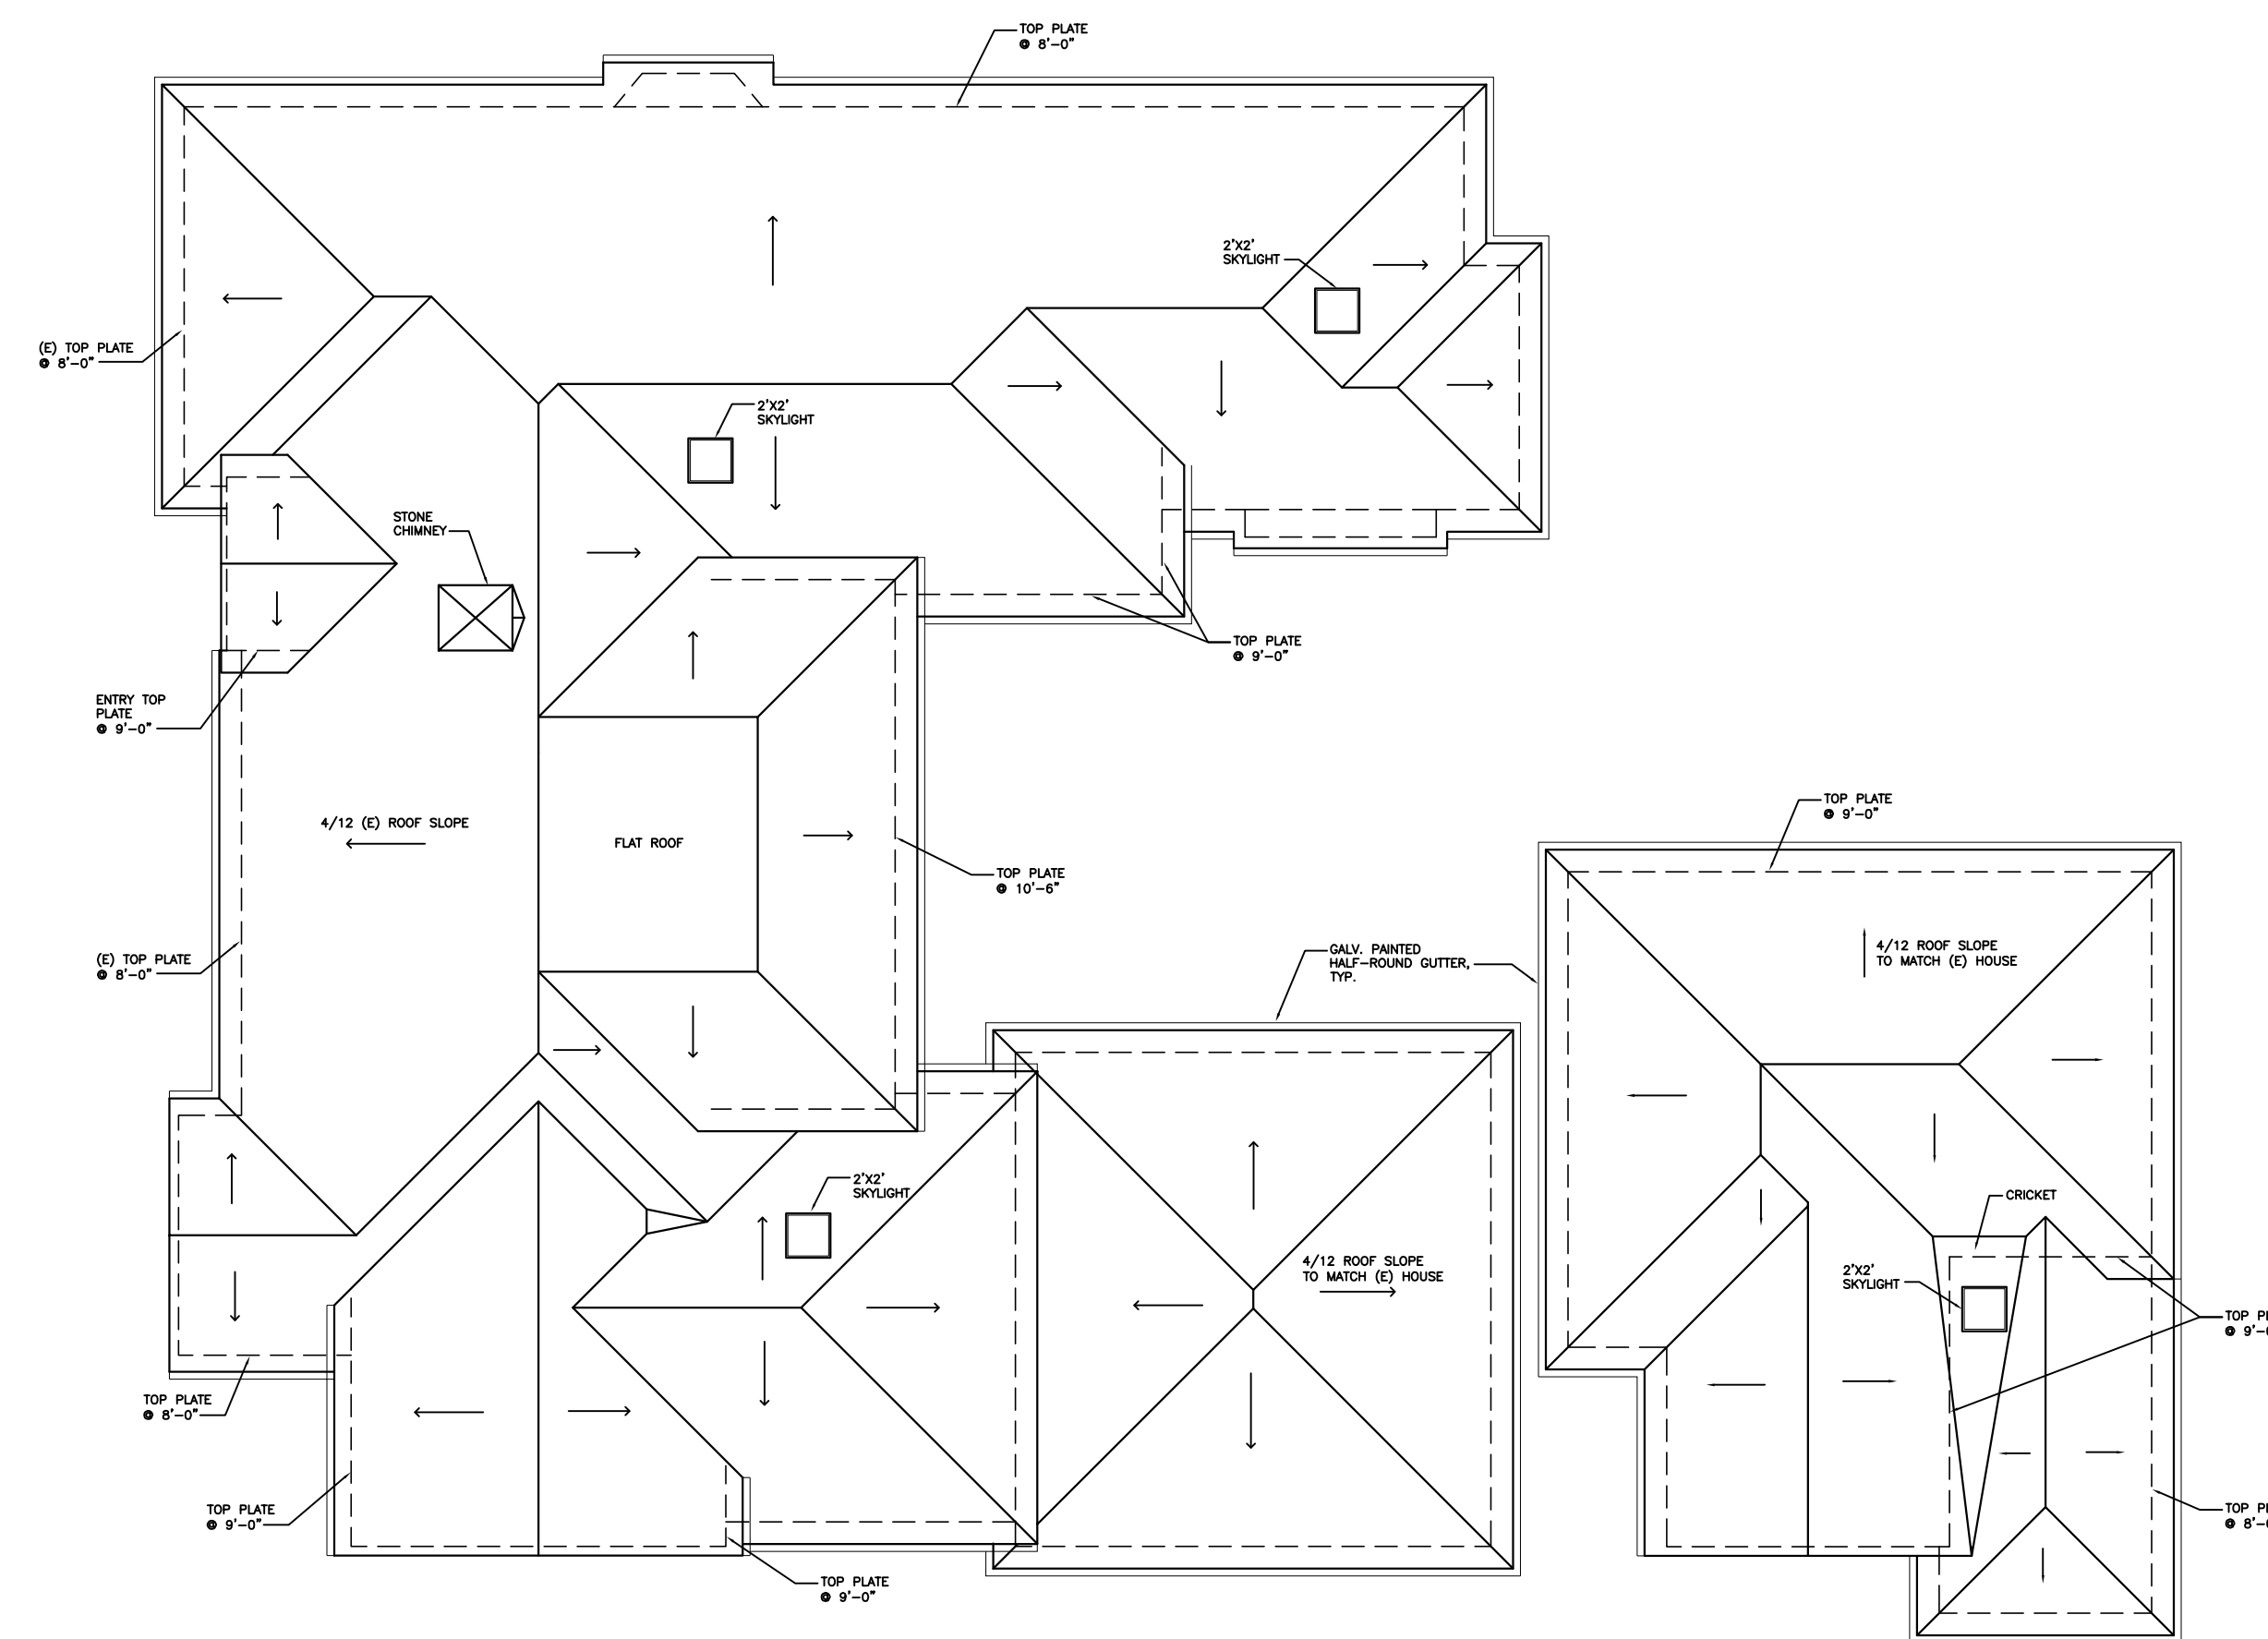 TOP PLATE
@ 8'-0"
2'X2'
SKYLIGHT
(E) TOP PLATE
@ 8'-0"
2'X2'
SKYLIGHT
STONE
CHIMNEY
TOP PLATE
@ 9'-0"
ENTRY TOP
PLATE
@ 9'-0"
4/12 (E) ROOF SLOPE
FLAT ROOF
TOP PLATE
@ 10'-6"
TOP PLATE
@ 9'-0"
(E) TOP PLATE
@ 8'-0"
GALV. PAINTED
HALF-ROUND GUTTER,
TYP.
4/12 ROOF SLOPE
TO MATCH (E) HOUSE
2'X2'
SKYLIGHT
CRICKET
4/12 ROOF SLOPE
TO MATCH (E) HOUSE
2'X2'
SKYLIGHT
TOP
@
TOP PLATE
@ 8'-0"
TOP PLATE
@ 9'-0"
TOP
@
TOP PLATE
@ 9'-0"